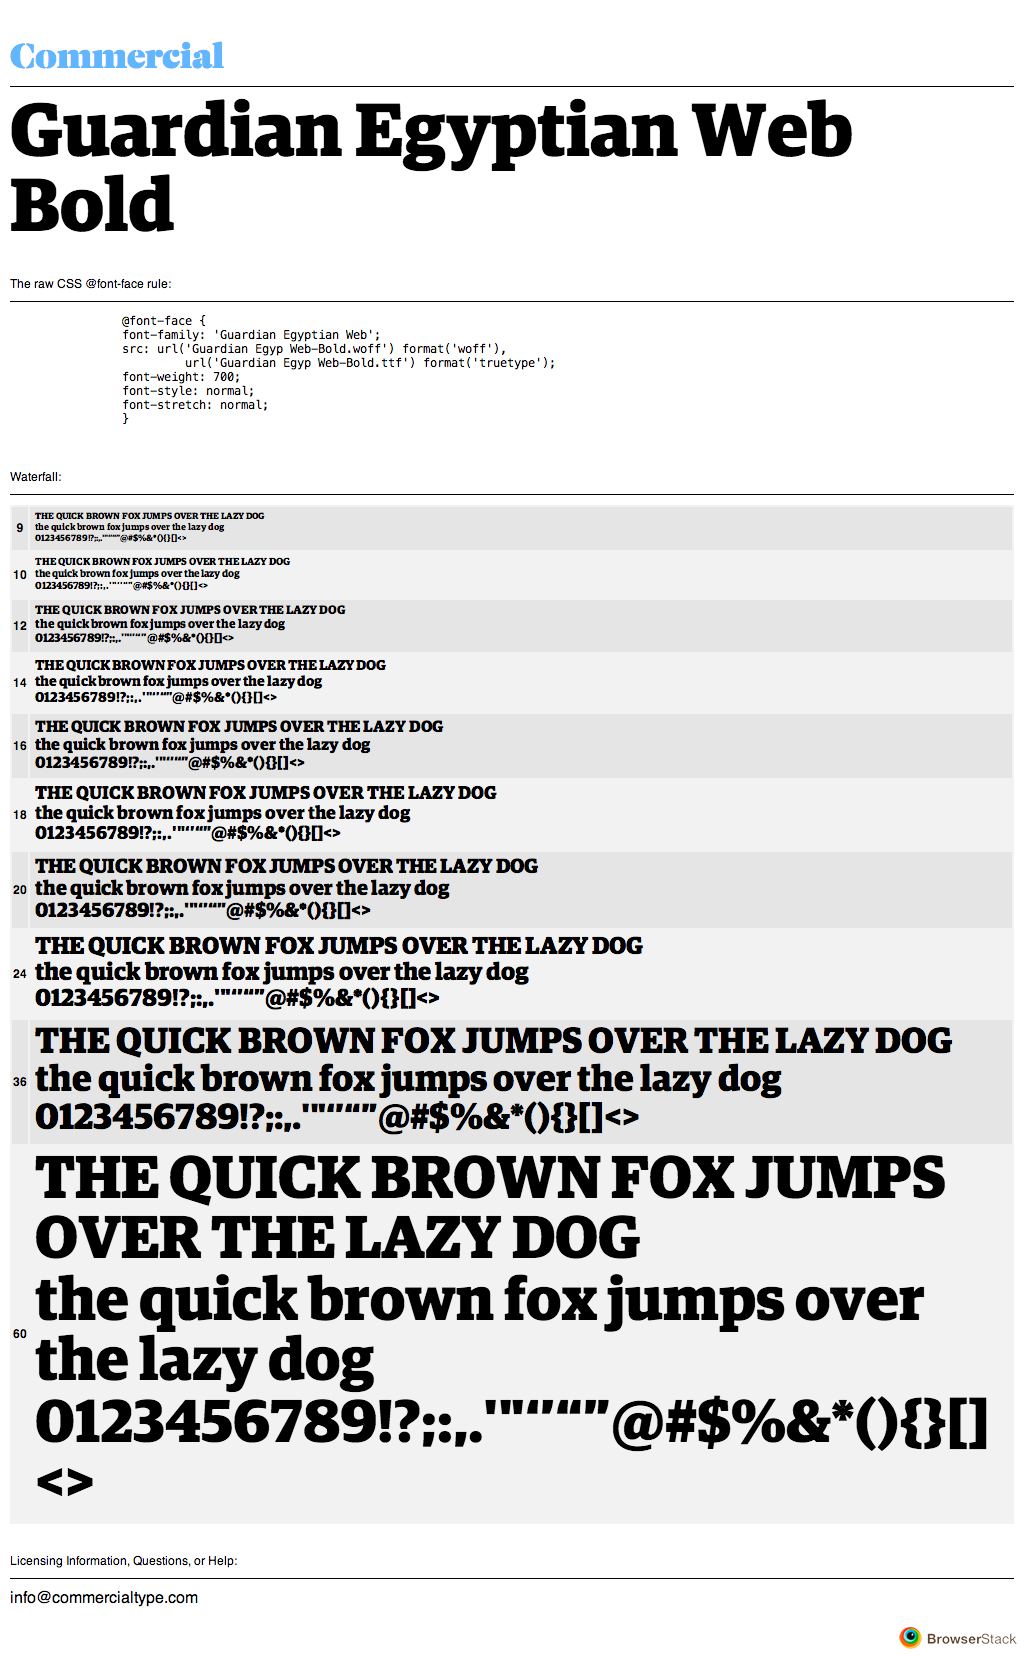 Commercial
Guardian Egyptian Web
Bold
The raw CSS @font-face rule:
@font-face {
font-family: 'Guardian Egyptian Web';
src: url('Guardian Egyp Web-Bold.woff') format('woff'),
url('Guardian Egyp Web-Bold.ttf') format('truetype');
font-weight: 700;
font-style: normal;
font-stretch: normal;
}
Waterfall:
9
THE QUICK BROWN FOX JUMPS OVER THE LAZY DOG
the quick brown fox jumps over the lazy dog
0123456789!?;:,.'"‘’“”@#$%&*(){}[]<>
10
THE QUICK BROWN FOX JUMPS OVER THE LAZY DOG
the quick brown fox jumps over the lazy dog
0123456789!?;:,.'"‘’“”@#$%&*(){}[]<>
12
THE QUICK BROWN FOX JUMPS OVER THE LAZY DOG
the quick brown fox jumps over the lazy dog
0123456789!?;:,.'"‘’“”@#$%&*(){}[]<>
14
THE QUICK BROWN FOX JUMPS OVER THE LAZY DOG
the quick brown fox jumps over the lazy dog
0123456789!?;:,.'"‘’“”@#$%&*(){}[]<>
16
THE QUICK BROWN FOX JUMPS OVER THE LAZY DOG
the quick brown fox jumps over the lazy dog
0123456789!?;:,.'"‘’“”@#$%&*(){}[]<>
18
THE QUICK BROWN FOX JUMPS OVER THE LAZY DOG
the quick brown fox jumps over the lazy dog
0123456789!?;:,.'"‘’“”@#$%&*(){}[]<>
20
THE QUICK BROWN FOX JUMPS OVER THE LAZY DOG
the quick brown fox jumps over the lazy dog
0123456789!?;:,.'"‘’“”@#$%&*(){}[]<>
24
THE QUICK BROWN FOX JUMPS OVER THE LAZY DOG
the quick brown fox jumps over the lazy dog
0123456789!?;:,.'"‘’“”@#$%&*(){}[]<>
36
THE QUICK BROWN FOX JUMPS OVER THE LAZY DOG
the quick brown fox jumps over the lazy dog
0123456789!?;:,.'"‘’“”@#$%&*(){}[]<>
60
THE QUICK BROWN FOX JUMPS
OVER THE LAZY DOG
the quick brown fox jumps over
the lazy dog
0123456789!?;:,.'"‘’“”@#$%&*(){}[]
<>
Licensing Information, Questions, or Help:
info@commercialtype.com
BrowserStack